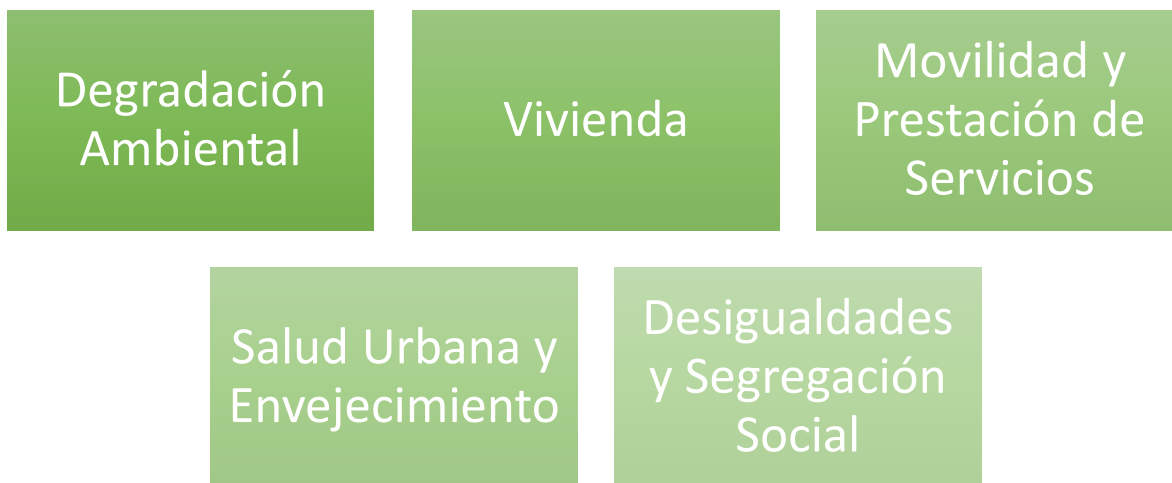 Degradación
Ambiental
Vivienda
Movilidad y
Prestación de
Servicios
Salud Urbana y
Envejecimiento
Desigualdades
y Segregación
Social